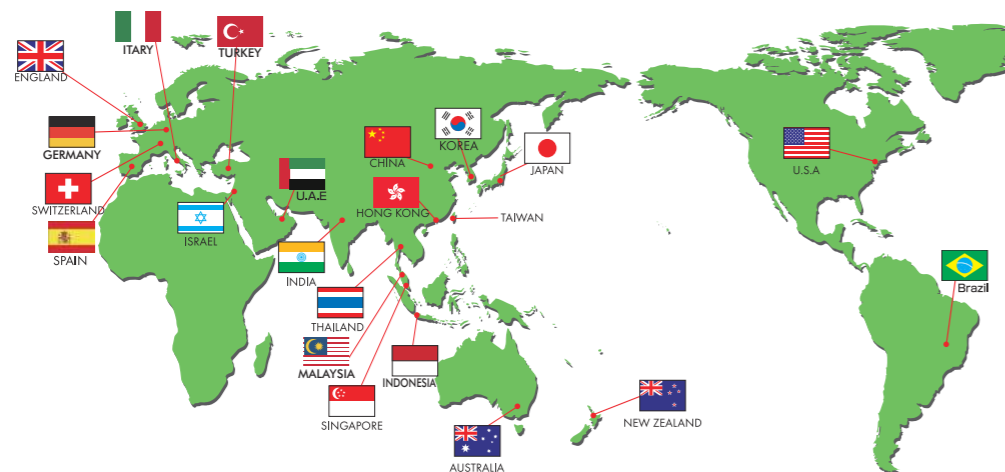 ITARY
TURKEY
ENGLAND
GERMANY
SWITZERLAND
SPAIN
ISRAEL
U.A.E
CHINA
KOREA
JAPAN
HONG KONG
TAIWAN
INDIA
THAILAND
MALAYSIA
SINGAPORE
INDONESIA
AUSTRALIA
NEW ZEALAND
U.S.A
Brazil